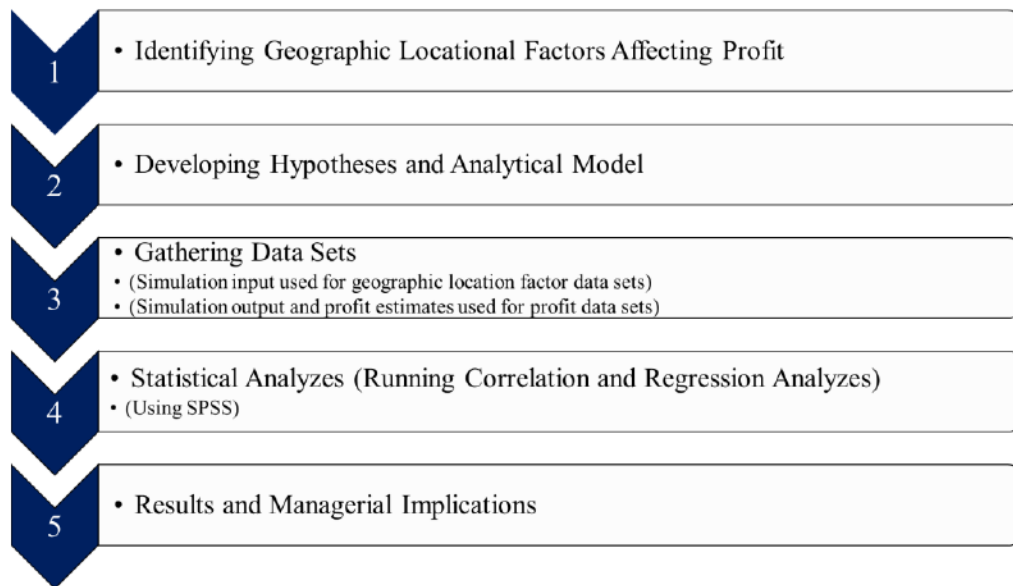 1
• Identifying Geographic Locational Factors Affecting Profit
2
• Developing Hypotheses and Analytical Model
3
• Gathering Data Sets
• (Simulation input used for geographic location factor data sets)
• (Simulation output and profit estimates used for profit data sets)
4
• Statistical Analyzes (Running Correlation and Regression Analyzes)
• (Using SPSS)
5
• Results and Managerial Implications